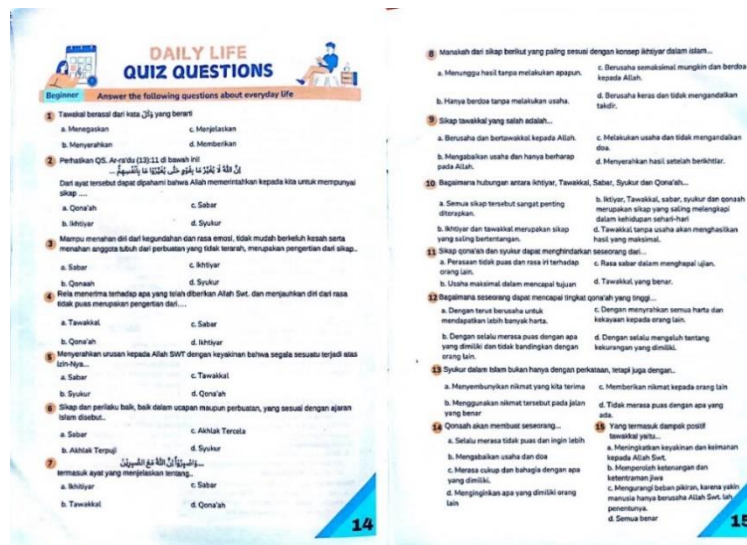 DAILY LIFE
QUIZ QUESTIONS
Beginner
Answer the following questions about everyday life
1 Tawakal berasal dari kata وَكَلَ yang berarti
a. Menegaskan
c. Menjelaskan
b. Menyerahkan
d. Memberikan
2 Perhatikan QS. Ar-ra'du (13):11 di bawah ini!
اِنَّ اللّٰهَ لَا يُغَيِّرُ مَا بِقَوْمٍ حَتّٰى يُغَيِّرُوْا مَا بِاَنْفُسِهِمْ ...
Dari ayat tersebut dapat dipahami bahwa Allah memerintahkan kepada kita untuk mempunyai
sikap ....
a. Qona'ah
c. Sabar
b. Ikhtiyar
d. Syukur
3 Mampu menahan diri dari kegundahan dan rasa emosi, tidak mudah berkeluh kesah serta
menahan anggota tubuh dari perbuatan yang tidak terarah, merupakan pengertian dari sikap..
a. Sabar
c. Ikhtiyar
b. Qonaah
d. Syukur
4 Rela menerima terhadap apa yang telah diberikan Allah Swt. dan menjauhkan diri dari rasa
tidak puas merupakan pengertian dari....
a. Tawakkal
c. Sabar
b. Qona'ah
d. Ikhtiyar
5 Menyerahkan urusan kepada Allah SWT dengan keyakinan bahwa segala sesuatu terjadi atas
izin-Nya...
a. Sabar
c. Tawakkal
b. Syukur
d. Qona'ah
6 Sikap dan perilaku baik, baik dalam ucapan maupun perbuatan, yang sesuai dengan ajaran
Islam disebut..
a. Sabar
c. Akhlak Tercela
b. Akhlak Terpuji
d. Syukur
7 ...وَاصْبِرُوْا اِنَّ اللّٰهَ مَعَ الصّٰبِرِيْنَ
termasuk ayat yang menjelaskan tentang..
a. Ikhitiyar
c. Sabar
b. Tawakkal
d. Qona'ah
14
8 Manakah dari sikap berikut yang paling sesuai dengan konsep ikhtiyar dalam islam...
a. Menunggu hasil tanpa melakukan apapun.
c. Berusaha semaksimal mungkin dan berdoa
kepada Allah.
b. Hanya berdoa tanpa melakukan usaha.
d. Berusaha keras dan tidak mengandalkan
takdir.
9 Sikap tawakkal yang salah adalah...
a. Berusaha dan bertawakkal kepada Allah.
c. Melakukan usaha dan tidak mengandalkan
doa.
b. Mengabaikan usaha dan hanya berharap
pada Allah.
d. Menyerahkan hasil setelah berikhtiar.
10 Bagaimana hubungan antara ikhtiyar, Tawakkal, Sabar, Syukur dan Qona'ah...
a. Semua sikap tersebut sangat penting
diterapkan.
b. Iktiyar, Tawakkal, sabar, syukur dan qonaah
merupakan sikap yang saling melengkapi
dalam kehidupan sehari-hari
b. Ikhtiyar dan tawakkal merupakan sikap
yang saling bertentangan.
d. Tawakkal tanpa usaha akan menghasilkan
hasil yang maksimal.
11 Sikap qona'ah dan syukur dapat menghindarkan seseorang dari...
a. Perasaan tidak puas dan rasa iri terhadap
orang lain.
c. Rasa sabar dalam menghapai ujian.
b. Usaha maksimal dalam mencapai tujuan
d. Tawakkal yang benar.
12 Bagaimana seseorang dapat mencapai tingkat qona'ah yang tinggi...
a. Dengan terus berusaha untuk
mendapatkan lebih banyak harta.
c. Dengan menyrahkan semua harta dan
kekayaan kepada orang lain.
b. Dengan selalu merasa puas dengan apa
yang dimiliki dan tidak bandingkan dengan
orang lain.
d. Dengan selalu mengeluh tentang
kekurangan yang dimiliki.
13 Syukur dalam Islam bukan hanya dengan perkataan, tetapi juga dengan..
a. Menyembunyikan nikmat yang kita terima
c. Memberikan nikmat kepada orang lain
b. Menggunakan nikmat tersebut pada jalan
yang benar
d. Tidak merasa puas dengan apa yang
ada.
14 Qonaah akan membuat seseorang...
a. Selalu merasa tidak puas dan ingin lebih
b. Mengabaikan usaha dan doa
c. Merasa cukup dan bahagia dengan apa
yang dimiliki.
d. Menginginkan apa yang dimiliki orang
lain
15 Yang termasuk dampak positif
tawakkal yaitu...
a. Meningkatkan keyakinan dan keimanan
kepada Allah Swt.
b. Memperoleh ketenangan dan
ketentraman jiwa
c. Mengurangi beban pikiran, karena yakin
manusia hanya berusaha Allah Swt. lah
penentunya.
d. Semua benar
15